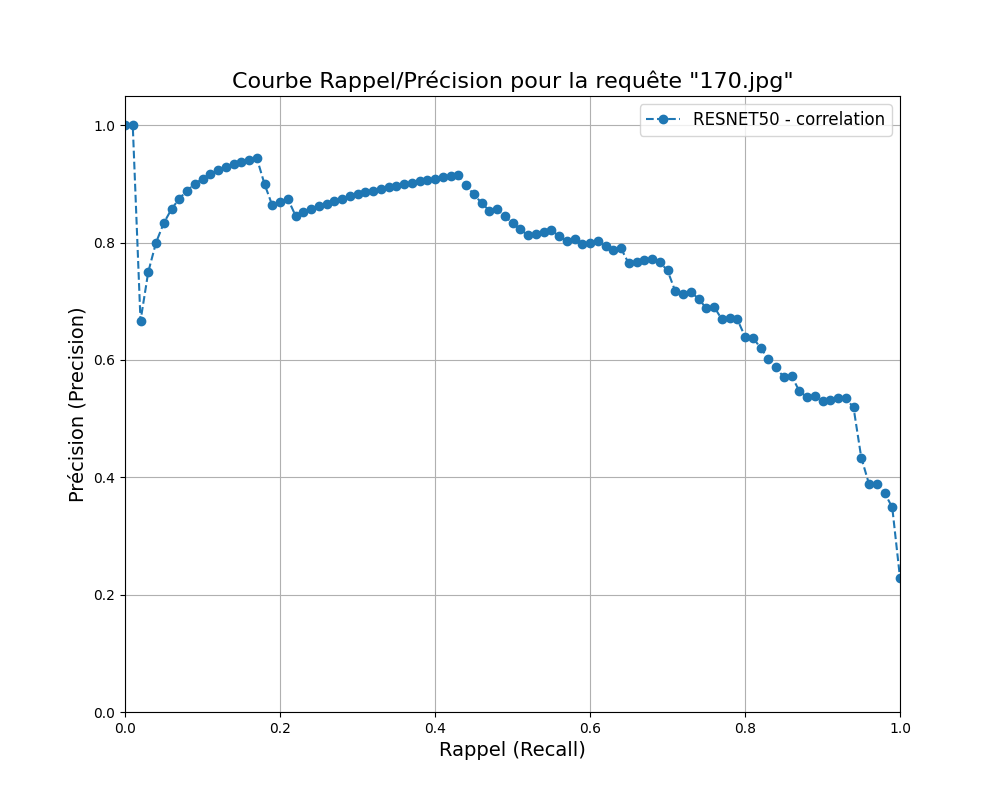 Courbe Rappel/Précision pour la requête "170.jpg"
RESNET50 - correlation
Précision (Precision)
1.0
0.8
0.6
0.4
0.2
0.0
0.0 0.2 0.4 0.6 0.8 1.0
Rappel (Recall)